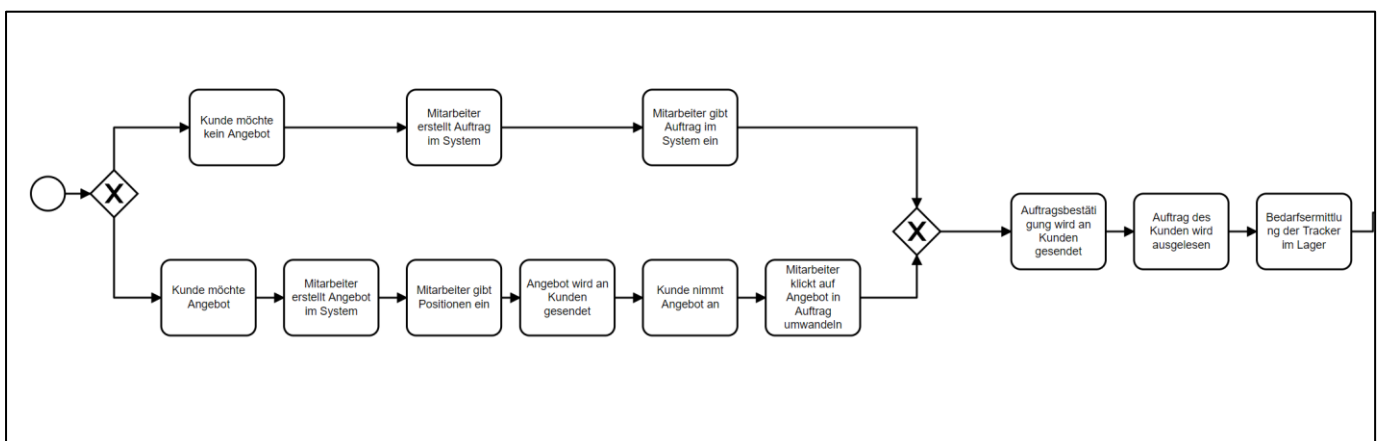 Kunde möchte
kein Angebot
Mitarbeiter
erstellt Auftrag
im System
Mitarbeiter gibt
Auftrag im
System ein
Kunde möchte
Angebot
Mitarbeiter
erstellt Angebot
im System
Mitarbeiter gibt
Positionen ein
Angebot wird an
Kunden
gesendet
Kunde nimmt
Angebot an
Mitarbeiter
klickt auf
Angebot in
Auftrag
umwandeln
Auftragsbestäti
gung wird an
Kunden
gesendet
Auftrag des
Kunden wird
ausgelesen
Bedarfsermittlu
ng der Tracker
im Lager